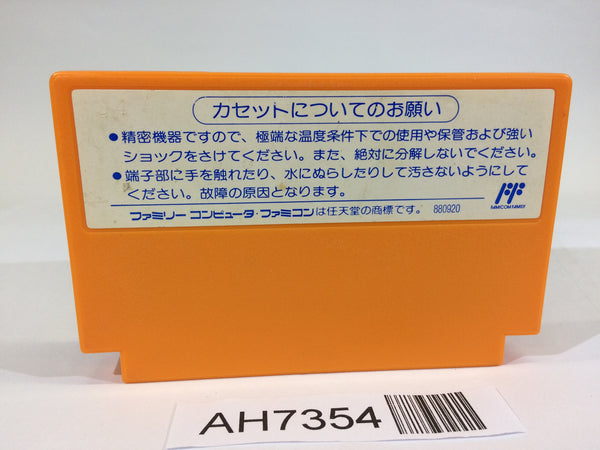 カセットについてのお願い
●精密機器ですので、極端な温度条件下での使用や保管および強い
ショックをさけてください。また、絶対に分解しないでください。
●端子部に手を触れたり、水にぬらしたりして汚さないようにして
ください。故障の原因となります。
ファミリー コンピュータ・ファミコンは任天堂の商標です。 880920
FAMICOM FAMILY
AH7354